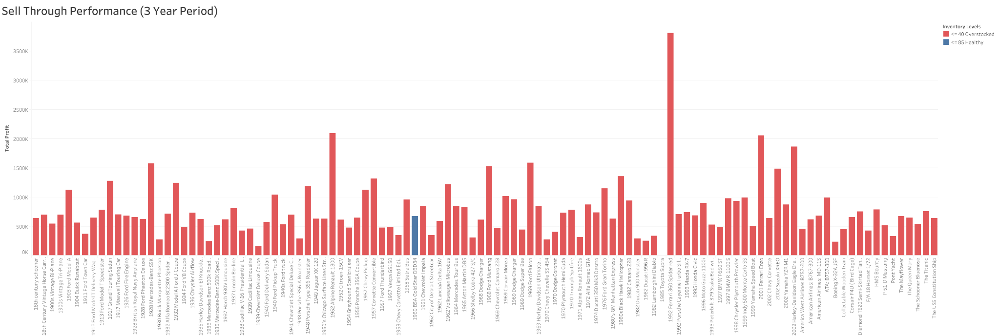 Sell Through Performance (3 Year Period)
Inventory Levels
<= 40 Overstocked
<= 85 Healthy
Total Profit
3500K
3000K
2500K
2000K
1500K
1000K
500K
0K
18th century schooner
18th Century Vintage Horse Carr..
1900s Vintage Bi-Plane
1900s Vintage Tri-Plane
1903 Ford Model A
1904 Buick Runabout
1911 Ford Town Car
1912 Ford Model T Delivery Wag..
1913 Ford Model T Speedster
1917 Grand Touring Sedan
1917 Maxwell Touring Car
1926 Ford Fire Engine
1928 British Royal Navy Airplane
1928 Ford Phaeton Deluxe
1928 Mercedes-Benz SSK
1930 Buick Marquette Phaeton
1932 Alfa Romeo 8C2300 Spider ..
1932 Model A Ford J-Coupe
1934 Ford V8 Coupe
1936 Chrysler Airflow
1936 Harley Davidson El Knuckle..
1936 Mercedes Benz 500k Road..
1936 Mercedes-Benz 500K Speci..
1937 Horch 930V Limousine
1937 Lincoln Berline
1938 Cadillac V-16 Presidential L..
1939 Cadillac Limousine
1939 Chevrolet Deluxe Coupe
1940 Ford Delivery Sedan
1940 Ford Pickup Truck
1940s Ford truck
1941 Chevrolet Special Deluxe C..
1948 Porsche 356-A Roadster
1948 Porsche Type 356 Roadster
1949 Jaguar XK 120
1950's Chicago Surface Lines Str..
1952 Alpine Renault 1300
1952 Citroen-15CV
1954 Greyhound Scenicruiser
1956 Porsche 356A Coupe
1957 Chevy Pickup
1957 Corvette Convertible
1957 Ford Thunderbird
1957 Vespa GS150
1958 Chevy Corvette Limited Edi..
1958 Setra Bus
1960 BSA Gold Star DBD34
1961 Chevrolet Impala
1962 City of Detroit Streetcar
1962 LanciaA Delta 16V
1962 Volkswagen Microbus
1964 Mercedes Tour Bus
1965 Aston Martin DB5
1966 Shelby Cobra 427 S/C
1968 Dodge Charger
1968 Ford Mustang
1969 Chevrolet Camaro Z28
1969 Corvair Monza
1969 Dodge Charger
1969 Dodge Super Bee
1969 Ford Falcon
1969 Harley Davidson Ultimate ..
1970 Chevy Chevelle SS 454
1970 Dodge Coronet
1970 Plymouth Hemi Cuda
1970 Triumph Spitfire
1971 Alpine Renault 1600s
1972 Alfa Romeo GTA
1974 Ducati 350 Mk3 Desmo
1976 Ford Gran Torino
1980's GM Manhattan Express
1980s Black Hawk Helicopter
1982 Camaro Z28
1982 Ducati 900 Monster
1982 Ducati 996 R
1982 Lamborghini Diablo
1985 Toyota Supra
1992 Ferrari 360 Spider red
1992 Porsche Cayenne Turbo Sil..
1993 Mazda RX-7
1995 Honda Civic
1996 Moto Guzzi 1100i
1996 Peterbilt 379 Stake Bed wi..
1997 BMW F650 ST
1997 BMW R 1100 S
1998 Chrysler Plymouth Prowler
1999 Indy 500 Monte Carlo SS
1999 Yamaha Speed Boat
2001 Ferrari Enzo
2002 Chevy Corvette
2002 Suzuki XREO
2002 Yamaha YZR M1
2003 Harley-Davidson Eagle Dra..
America West Airlines B757-200
American Airlines: B767-300
American Airlines: MD-11S
ATA: B757-300
Boeing X-32A JSF
Collectable Wooden Train
Corsair F4U ( Bird Cage)
Diamond T620 Semi-Skirted Tan..
F/A 18 Hornet 1/72
HMS Bounty
P-51-D Mustang
Pont Yacht
The Mayflower
The Queen Mary
The Schooner Bluenose
The Titanic
The USS Constitution Ship